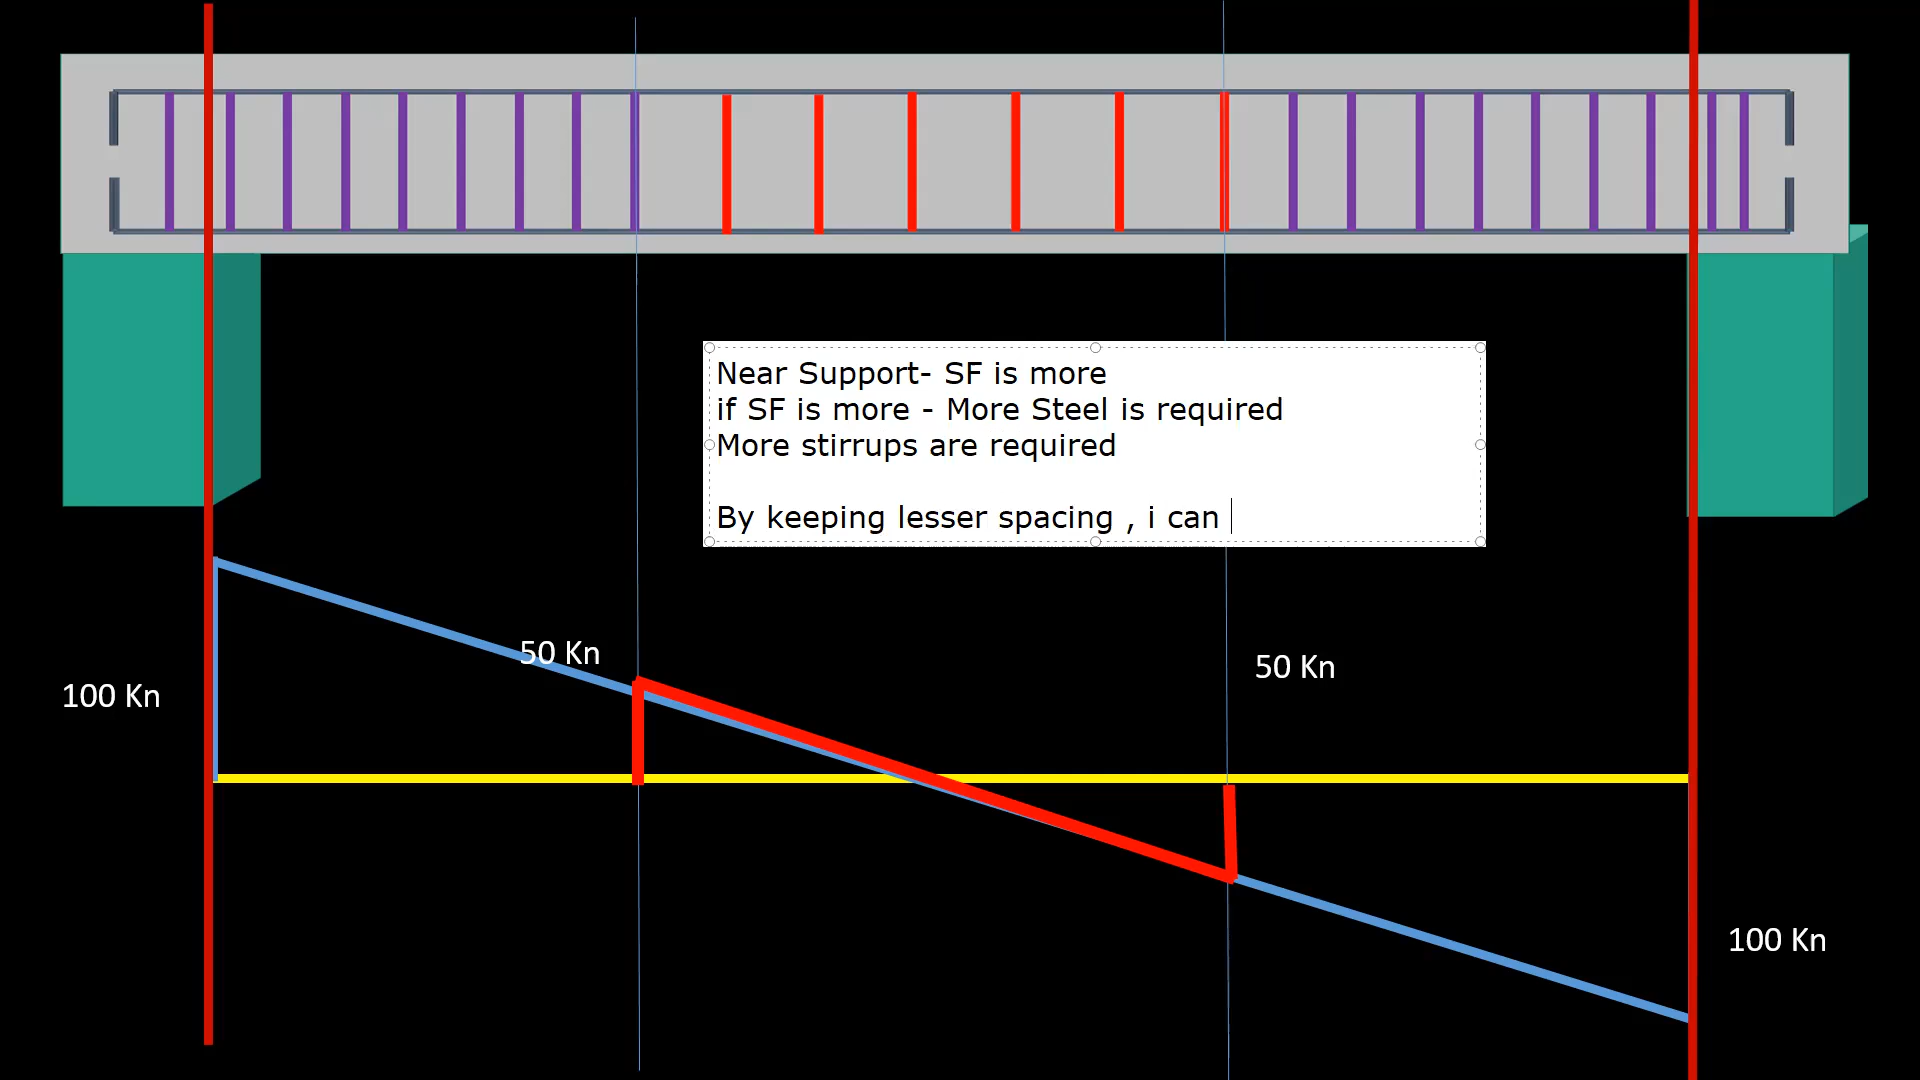 Near Support- SF is more
if SF is more - More Steel is required
More stirrups are required
By keeping lesser spacing , i can
50 Kn
50 Kn
100 Kn
100 Kn